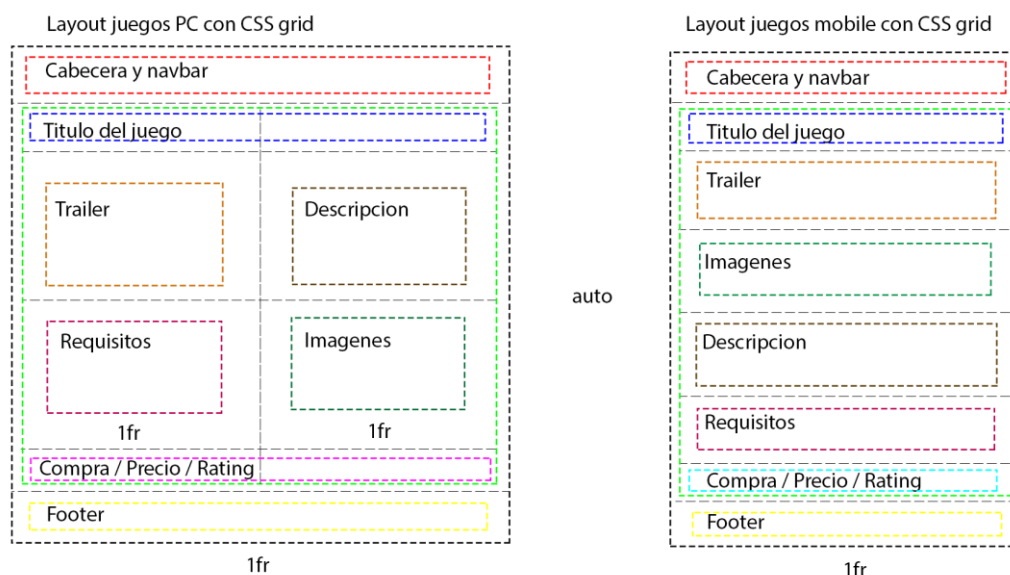 Layout juegos PC con CSS grid
Cabecera y navbar
Titulo del juego
Trailer
Descripcion
Requisitos
Imagenes
1fr
1fr
Compra / Precio / Rating
Footer
1fr
auto
Layout juegos mobile con CSS grid
Cabecera y navbar
Titulo del juego
Trailer
Imagenes
Descripcion
Requisitos
Compra / Precio / Rating
Footer
1fr